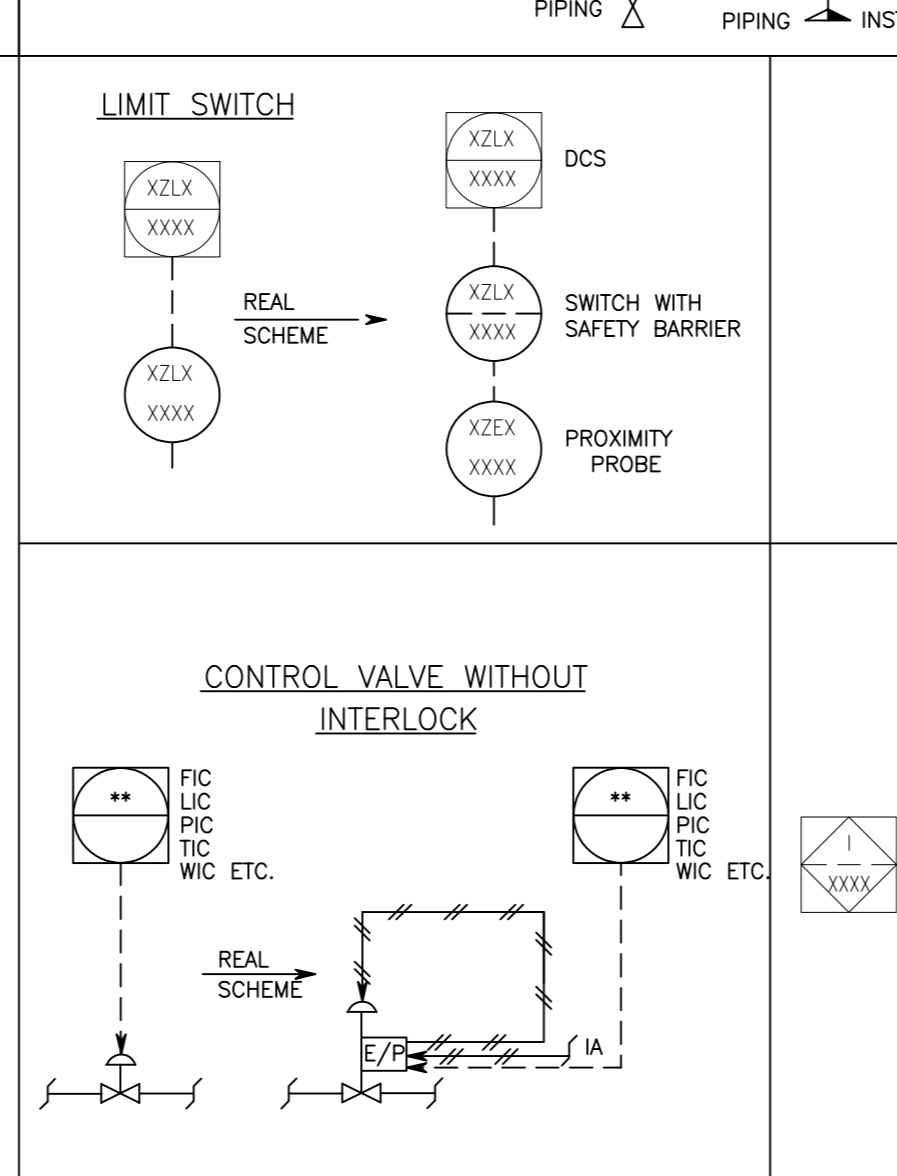 PIPING
PIPING
LIMIT SWITCH
XZLX
XXXX
XZLX
XXXX
REAL
SCHEME
XZLX
XXXX
DCS
XZLX
XXXX
SWITCH WITH
SAFETY BARRIER
XZEX
XXXX
PROXIMITY
PROBE
CONTROL VALVE WITHOUT
INTERLOCK
**
FIC
LIC
PIC
TIC
WIC ETC.
REAL
SCHEME
**
FIC
LIC
PIC
TIC
WIC ETC.
E/P
IA
I
XXXX